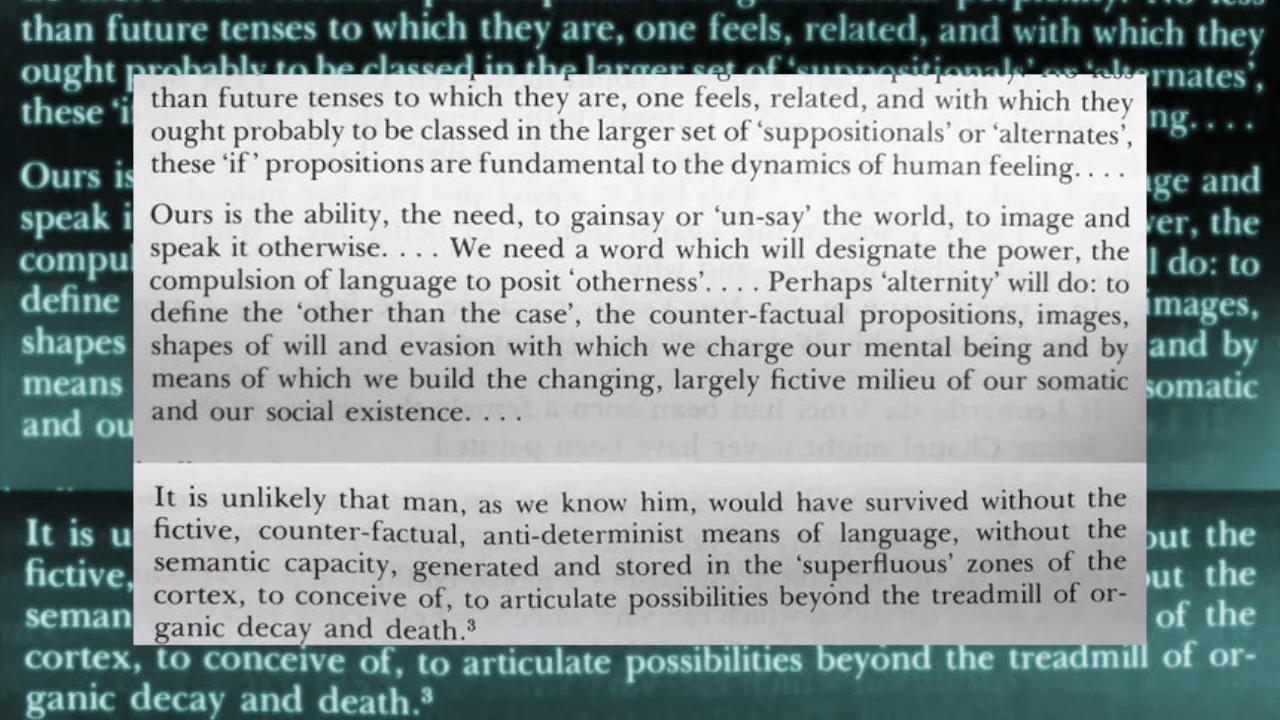 than future tenses to which they are, one feels, related, and with which they
ought probably to be classed in the larger set of ‘suppositionals’ or ‘alternates’,
these ‘if’ propositions are fundamental to the dynamics of human feeling. . . .
Ours is the ability, the need, to gainsay or ‘un-say’ the world, to image and
speak it otherwise. . . . We need a word which will designate the power, the
compulsion of language to posit ‘otherness’. . . . Perhaps ‘alternity’ will do: to
define the ‘other than the case’, the counter-factual propositions, images,
shapes of will and evasion with which we charge our mental being and by
means of which we build the changing, largely fictive milieu of our somatic
and our social existence. . . .
It is unlikely that man, as we know him, would have survived without the
fictive, counter-factual, anti-determinist means of language, without the
semantic capacity, generated and stored in the ‘superfluous’ zones of the
cortex, to conceive of, to articulate possibilities beyond the treadmill of or-
ganic decay and death.³